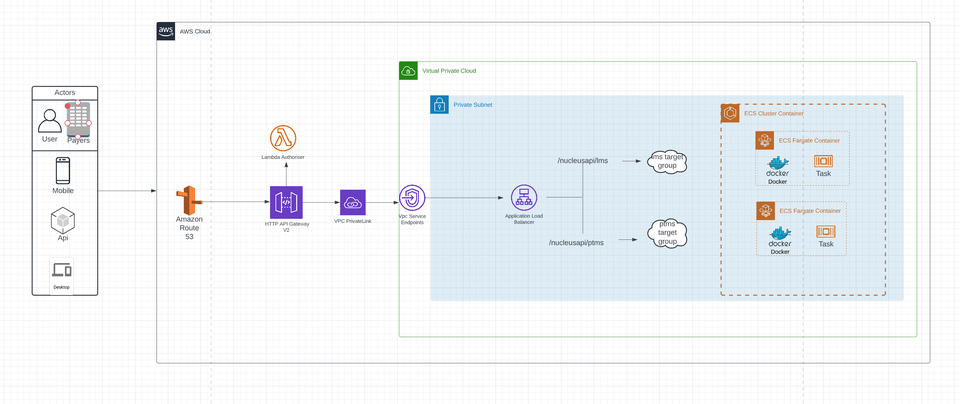 aws
AWS Cloud
Virtual Private Cloud
Private Subnet
Actors
User
Payers
Mobile
Api
Desktop
Amazon
Route
53
Lambda Authoriser
HTTP API Gateway
V2
VPC PrivateLink
Vpc Service
Endpoints
Application Load
Balancer
/nucleusapi/lms
lms target
group
/nucleusapi/ptms
ptms
target
group
ECS Cluster Container
ECS Fargate Container
docker
Docker
Task
ECS Fargate Container
docker
Docker
Task